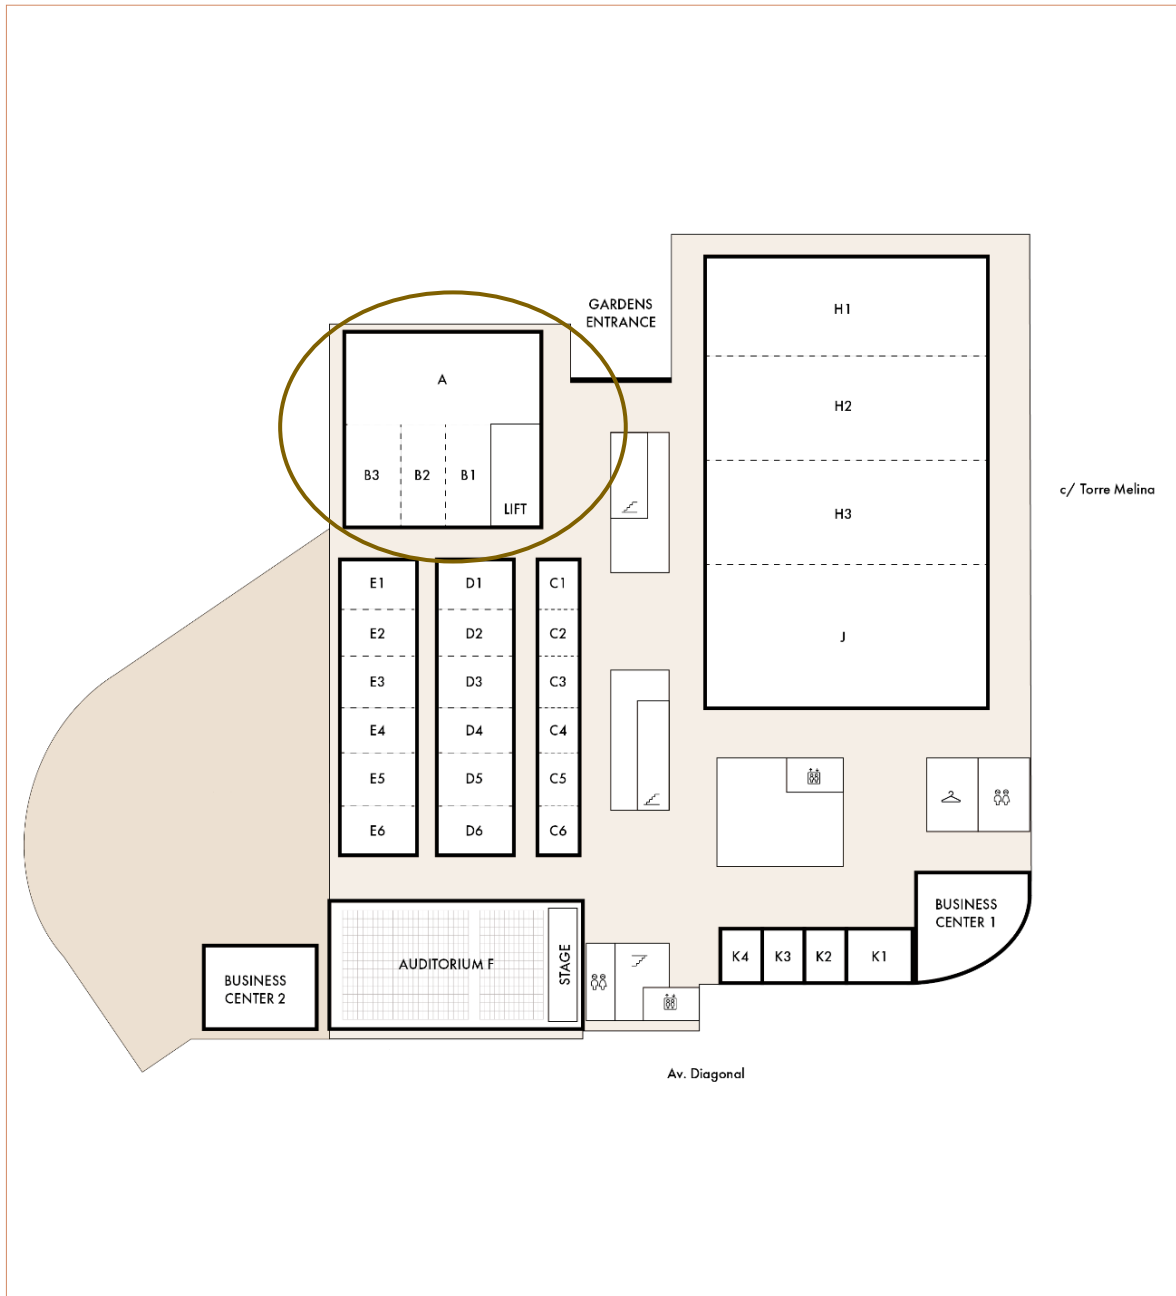 GARDENS
ENTRANCE
H1
A
H2
B3
B2
B1
LIFT
c/ Torre Melina
H3
E1
D1
C1
E2
D2
C2
J
E3
D3
C3
E4
D4
C4
E5
D5
C5
E6
D6
C6
BUSINESS
CENTER 1
AUDITORIUM F
STAGE
K4
K3
K2
K1
BUSINESS
CENTER 2
Av. Diagonal